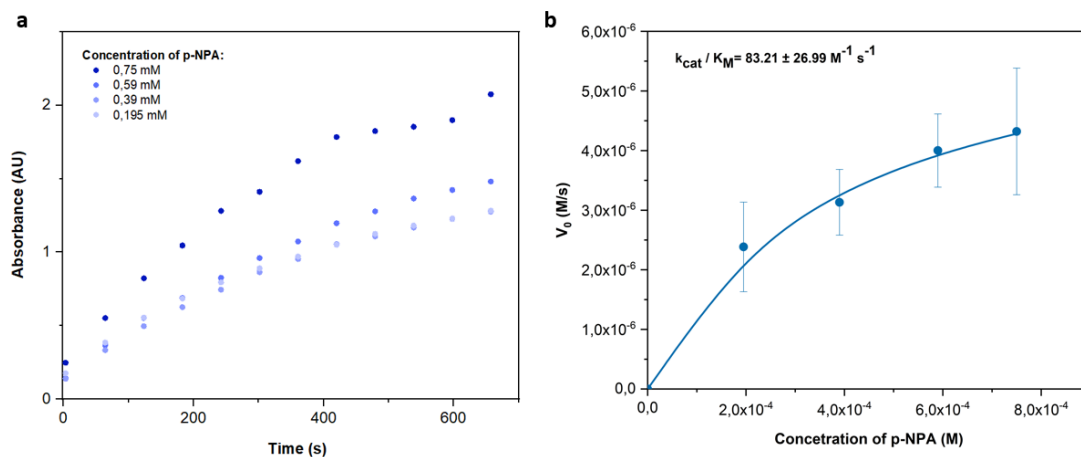 a
Concentration of p-NPA:
0,75 mM
0,59 mM
0,39 mM
0,195 mM
2
1
0
Absorbance (AU)
0
200
400
600
Time (s)
b
k_cat / K_M= 83.21 ± 26.99 M⁻¹ s⁻¹
6,0x10⁻⁶
5,0x10⁻⁶
4,0x10⁻⁶
3,0x10⁻⁶
2,0x10⁻⁶
1,0x10⁻⁶
0,0
V₀ (M/s)
0,0
2,0x10⁻⁴
4,0x10⁻⁴
6,0x10⁻⁴
8,0x10⁻⁴
Concetration of p-NPA (M)